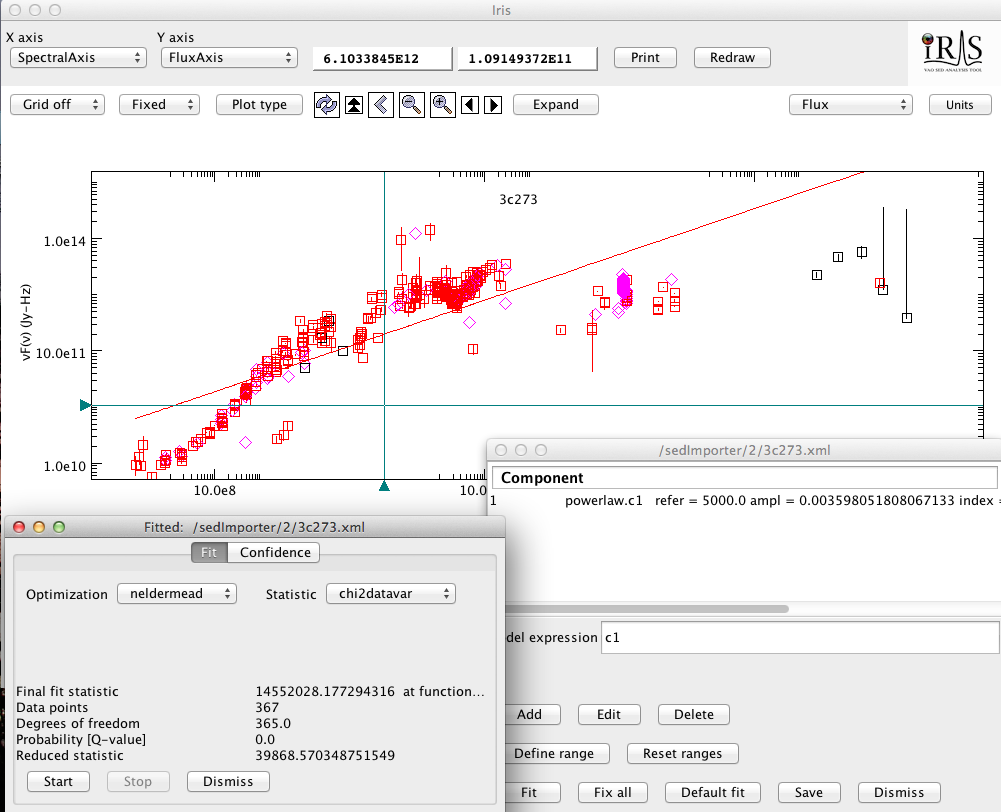 Iris
X axis Y axis
SpectralAxis FluxAxis 6.1033845E12 1.09149372E11 Print Redraw
IRIS
VAO SED ANALYSIS TOOL
Grid off Fixed Plot type Expand Flux Units
3c273
1.0e14
νF(ν) (Jy-Hz)
10.0e11
1.0e10
10.0e8 10.0
/sedImporter/2/3c273.xml
Component
1 powerlaw.c1 refer = 5000.0 ampl = 0.003598051808067133 index =
Fitted: /sedImporter/2/3c273.xml
Fit Confidence
Optimization neldermead Statistic chi2datavar
del expression c1
Final fit statistic 14552028.177294316 at function...
Data points 367
Degrees of freedom 365.0
Probability [Q-value] 0.0
Reduced statistic 39868.570348751549
Start Stop Dismiss
Add Edit Delete
Define range Reset ranges
Fit Fix all Default fit Save Dismiss